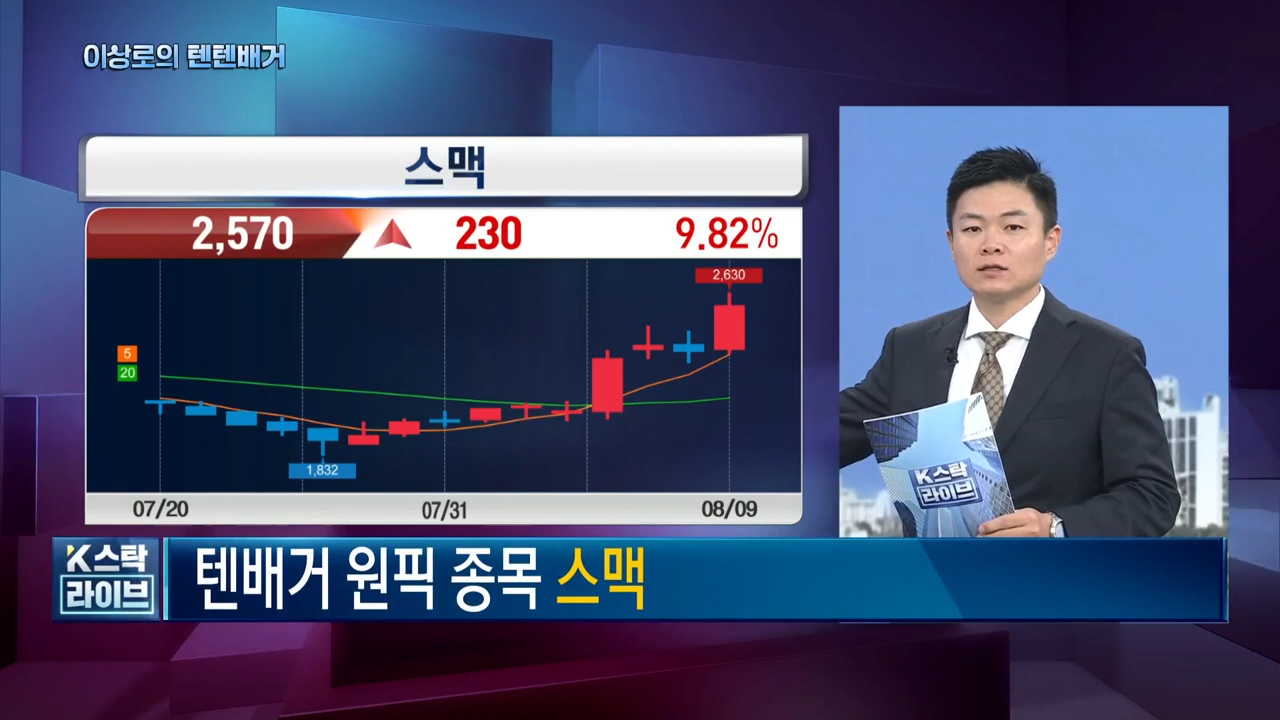 이상로의 텐텐배거
스맥
2,570 230 9.82%
2,630
5
20
1,832
07/20 07/31 08/09
K스탁
라이브
K스탁
라이브
텐배거 원픽 종목 스맥